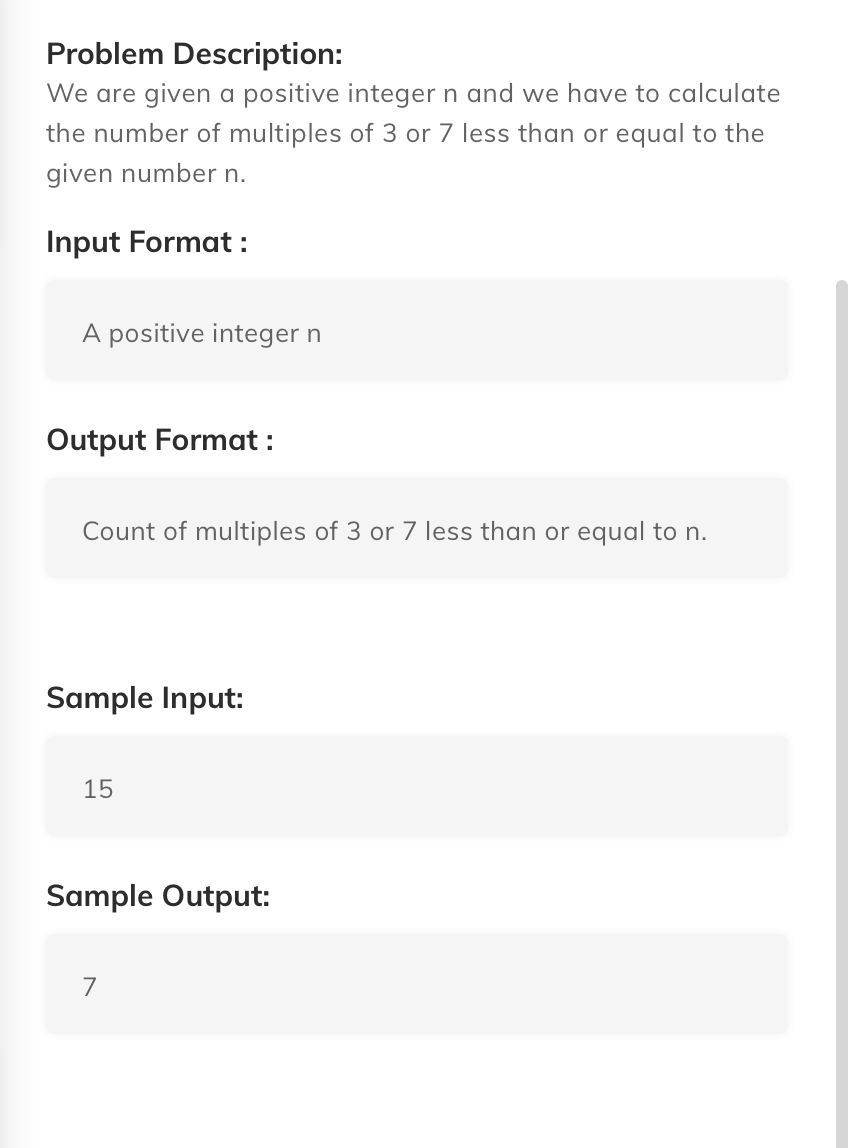 Problem Description:
We are given a positive integer n and we have to calculate
the number of multiples of 3 or 7 less than or equal to the
given number n.
Input Format :
A positive integer n
Output Format :
Count of multiples of 3 or 7 less than or equal to n.
Sample Input:
15
Sample Output:
7